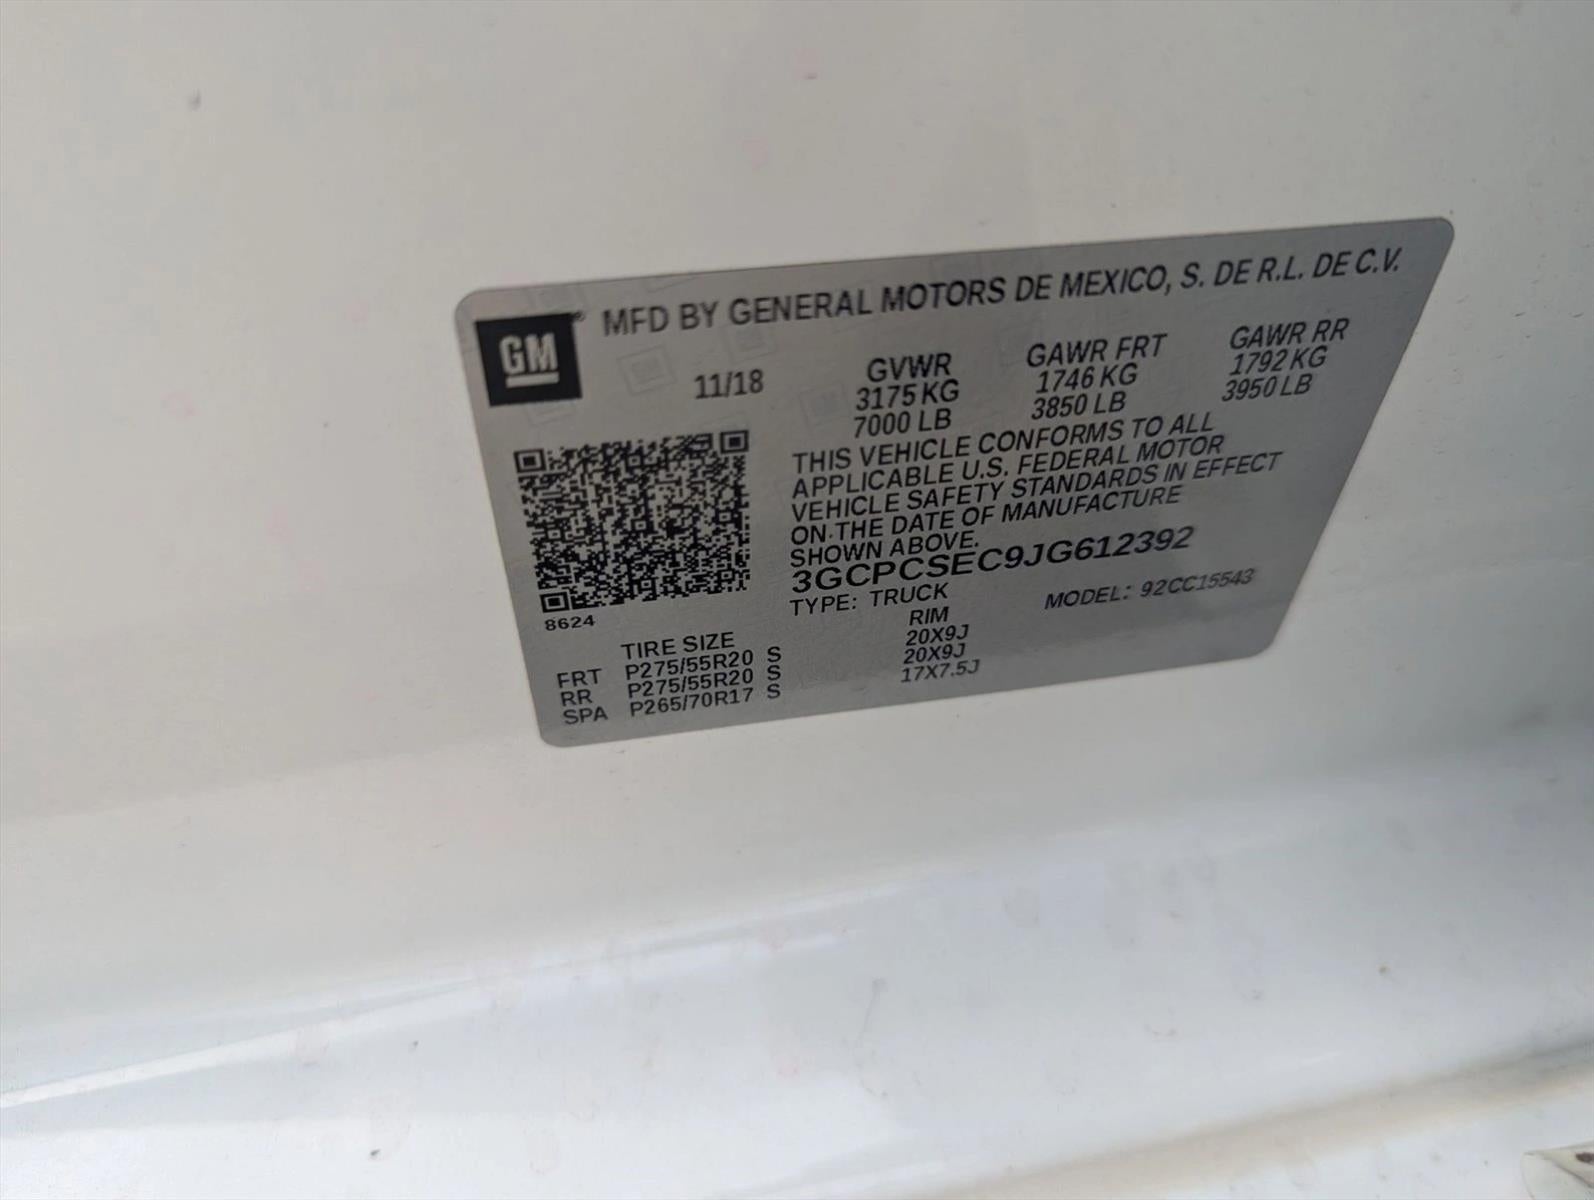 GM
MFD BY GENERAL MOTORS DE MEXICO, S. DE R.L. DE C.V.
11/18 GVWR GAWR FRT GAWR RR
3175 KG 1746 KG 1792 KG
7000 LB 3850 LB 3950 LB
THIS VEHICLE CONFORMS TO ALL
APPLICABLE U.S. FEDERAL MOTOR
VEHICLE SAFETY STANDARDS IN EFFECT
ON THE DATE OF MANUFACTURE
SHOWN ABOVE.
3GCPCSEC9JG612392
TYPE: TRUCK MODEL: 92CC15543
8624
TIRE SIZE RIM
FRT P275/55R20 S 20X9J
RR P275/55R20 S 20X9J
SPA P265/70R17 S 17X7.5J